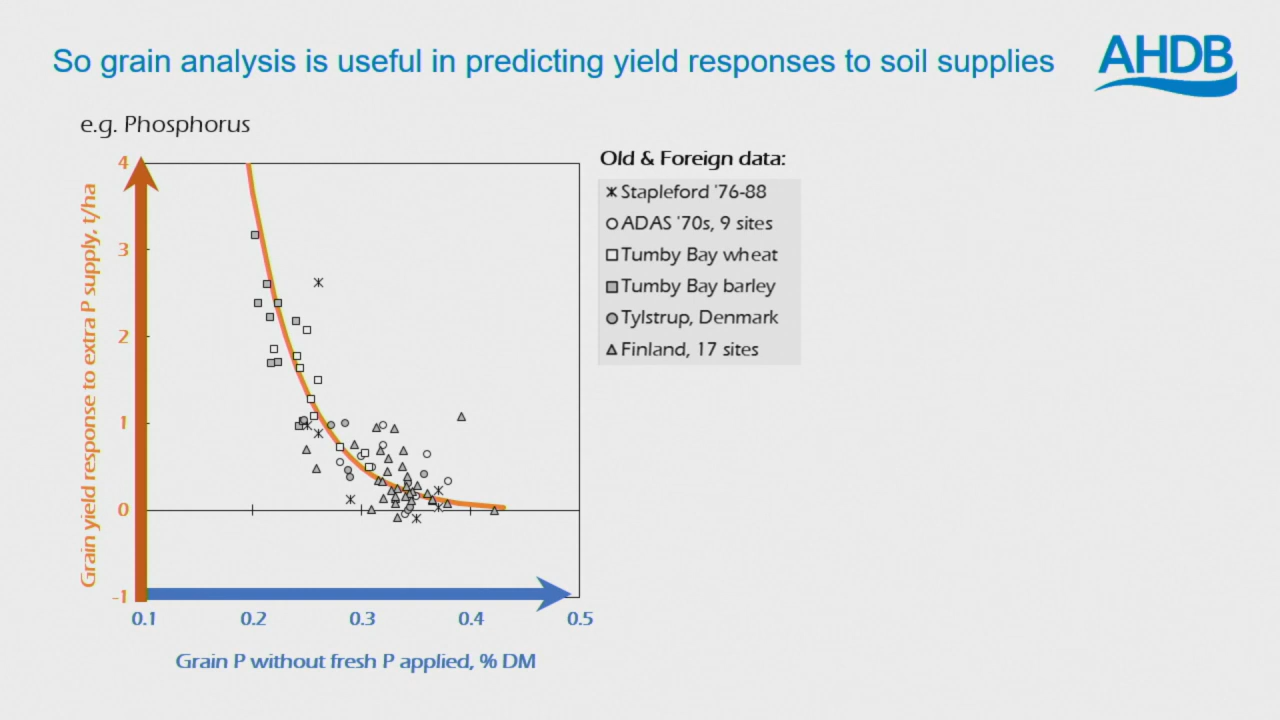 So grain analysis is useful in predicting yield responses to soil supplies
AHDB
e.g. Phosphorus
Grain yield response to extra P supply, t/ha
4
3
2
1
0
-1
0.1 0.2 0.3 0.4 0.5
Grain P without fresh P applied, % DM
Old & Foreign data:
Stapleford '76-88
ADAS '70s, 9 sites
Tumby Bay wheat
Tumby Bay barley
Tylstrup, Denmark
Finland, 17 sites